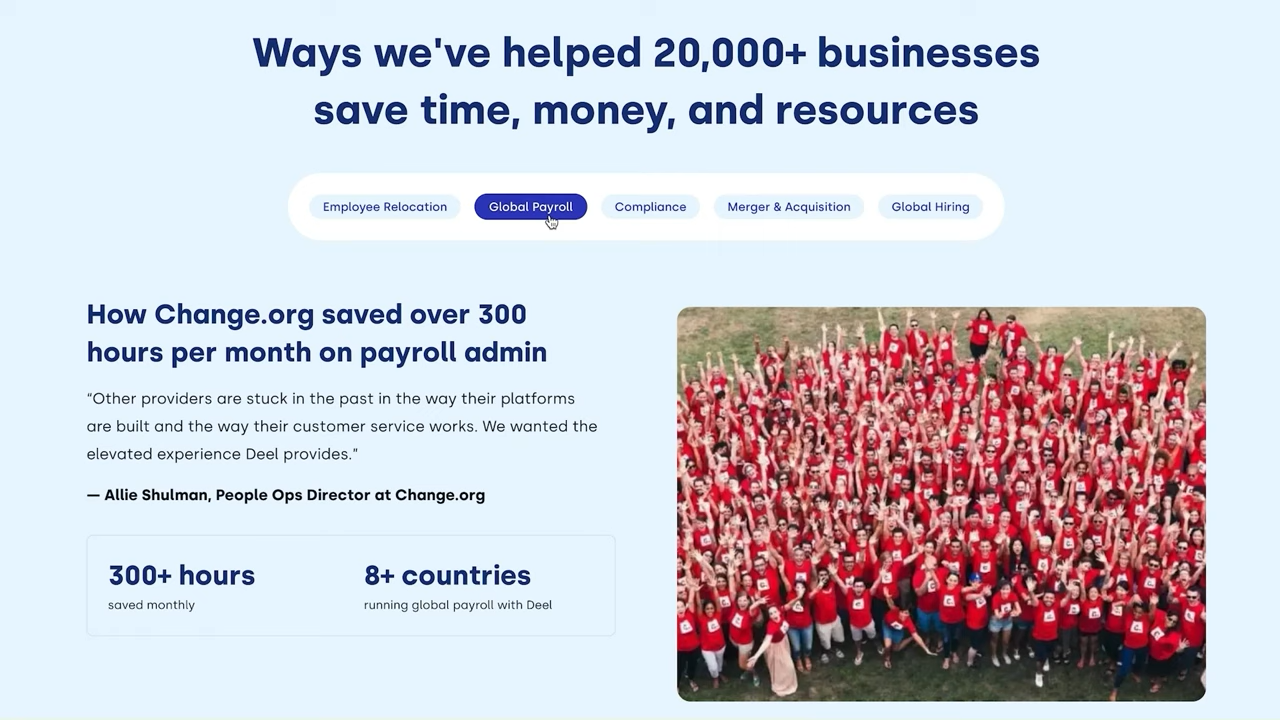 Ways we've helped 20,000+ businesses
save time, money, and resources
Employee Relocation
Global Payroll
Compliance
Merger & Acquisition
Global Hiring
How Change.org saved over 300
hours per month on payroll admin
“Other providers are stuck in the past in the way their platforms
are built and the way their customer service works. We wanted the
elevated experience Deel provides.”
— Allie Shulman, People Ops Director at Change.org
300+ hours
saved monthly
8+ countries
running global payroll with Deel